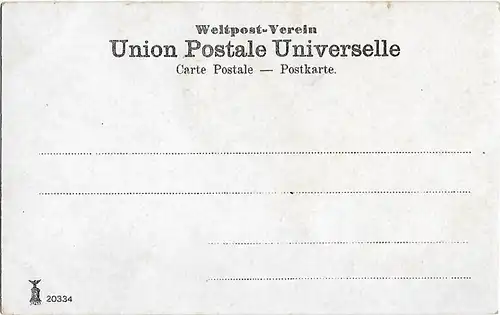 Weltpost-Verein
Union Postale Universelle
Carte Postale — Postkarte.
20334